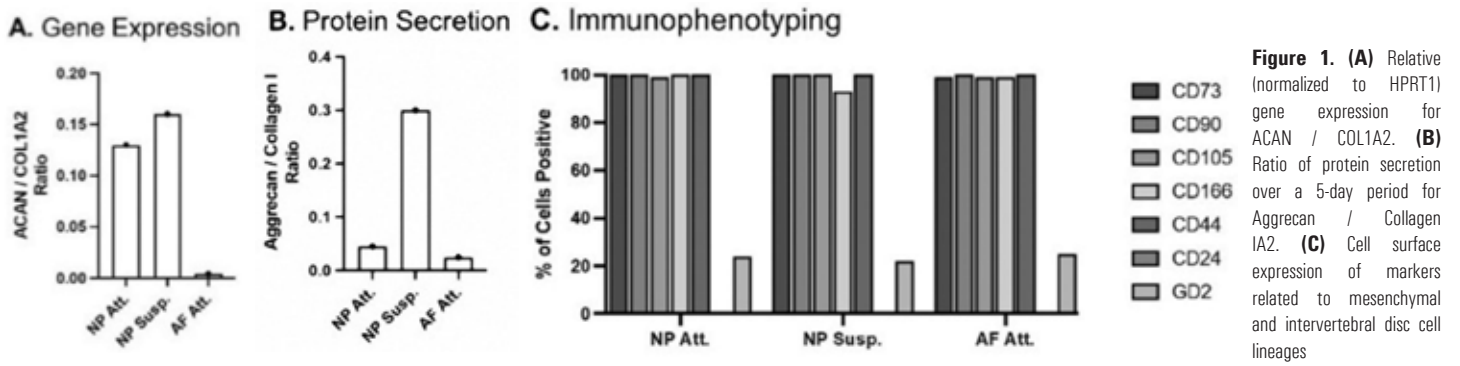 A. Gene Expression
ACAN / COL1A2
Ratio
0.20
0.15
0.10
0.05
0.00
NP Att.
NP Susp.
AF Att.
B. Protein Secretion
Aggrecan / Collagen I
Ratio
0.4
0.3
0.2
0.1
0.0
NP Att.
NP Susp.
AF Att.
C. Immunophenotyping
% of Cells Positive
100
80
60
40
20
0
NP Att.
NP Susp.
AF Att.
CD73
CD90
CD105
CD166
CD44
CD24
GD2
Figure 1. (A) Relative
(normalized to HPRT1)
gene expression for
ACAN / COL1A2. (B)
Ratio of protein secretion
over a 5-day period for
Aggrecan / Collagen
IA2. (C) Cell surface
expression of markers
related to mesenchymal
and intervertebral disc cell
lineages